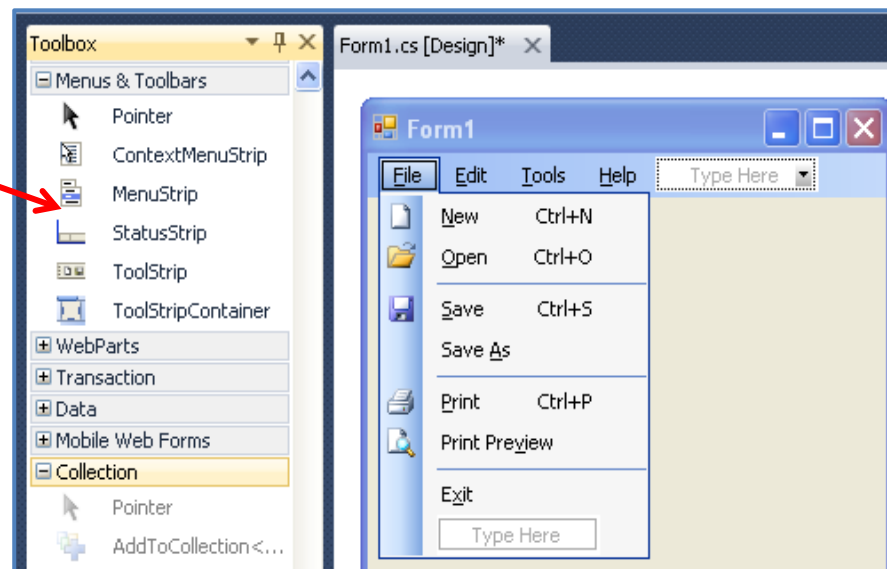 Toolbox
Menus & Toolbars
Pointer
ContextMenuStrip
MenuStrip
StatusStrip
ToolStrip
ToolStripContainer
WebParts
Transaction
Data
Mobile Web Forms
Collection
Pointer
AddToCollection<...
Form1.cs [Design]*
Form1
File Edit Tools Help Type Here
New Ctrl+N
Open Ctrl+O
Save Ctrl+S
Save As
Print Ctrl+P
Print Preview
Exit
Type Here